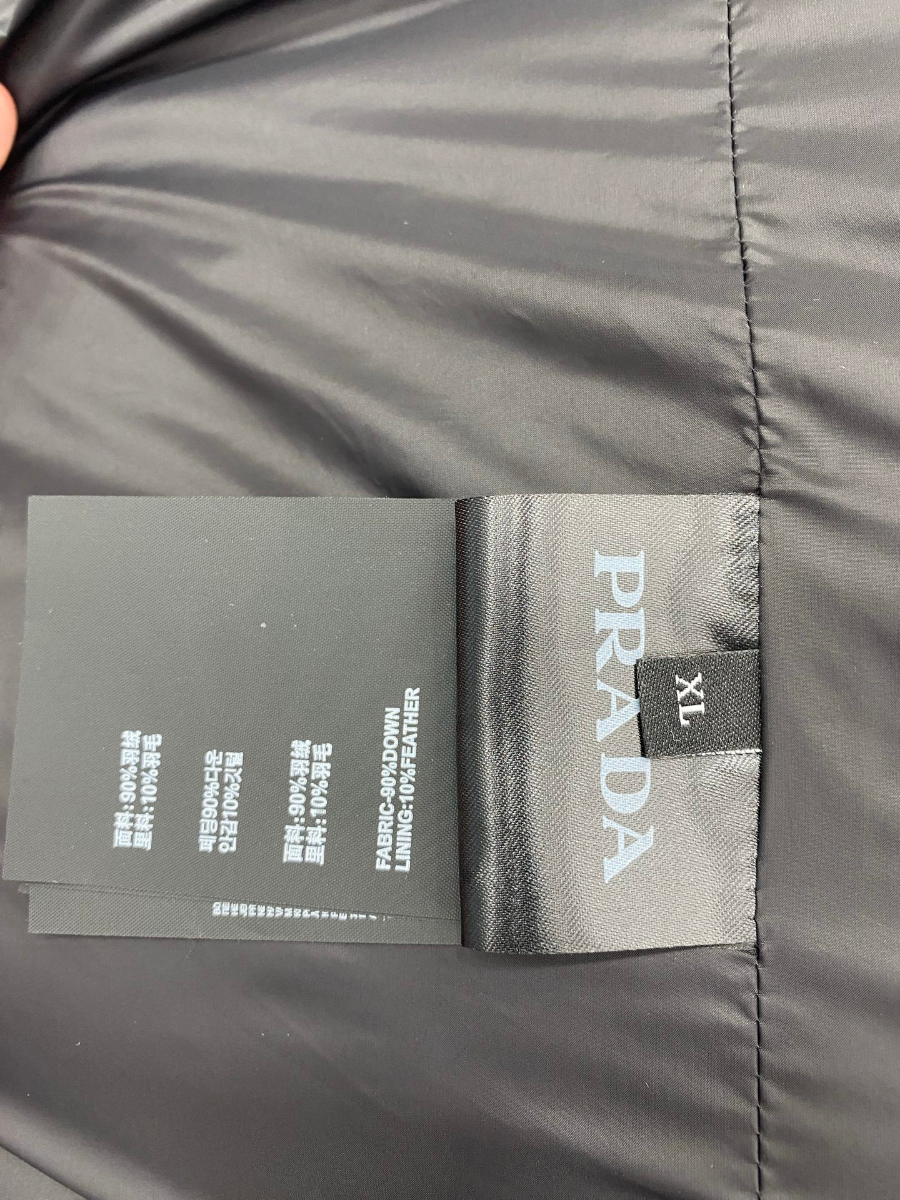 PRADA
XL
FABRIC-90%DOWN
LINING:10%FEATHER
面料:90%羽绒
里料:10%羽毛
패딩90%다운
안감10%깃털
面料:90%羽绒
里料:10%羽毛